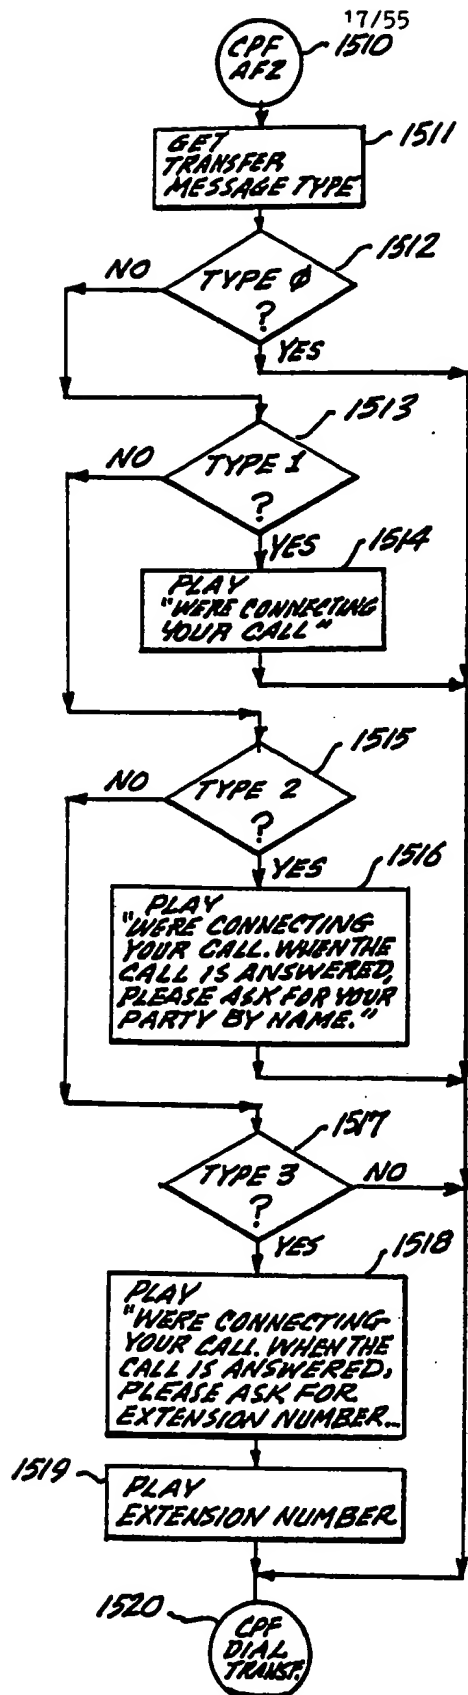 17/55
CPF
AFZ
1510
GET
TRANSFER
MESSAGE TYPE
1511
TYPE Ø
?
1512
NO
YES
TYPE 1
?
1513
NO
YES
PLAY
"WERE CONNECTING
YOUR CALL"
1514
TYPE 2
?
1515
NO
YES
PLAY
"WERE CONNECTING
YOUR CALL. WHEN THE
CALL IS ANSWERED,
PLEASE ASK FOR YOUR
PARTY BY NAME."
1516
TYPE 3
?
1517
NO
YES
PLAY
"WERE CONNECTING
YOUR CALL. WHEN THE
CALL IS ANSWERED,
PLEASE ASK FOR
EXTENSION NUMBER...
1518
1519
PLAY
EXTENSION NUMBER
1520
CPF
DIAL
TRANSF.